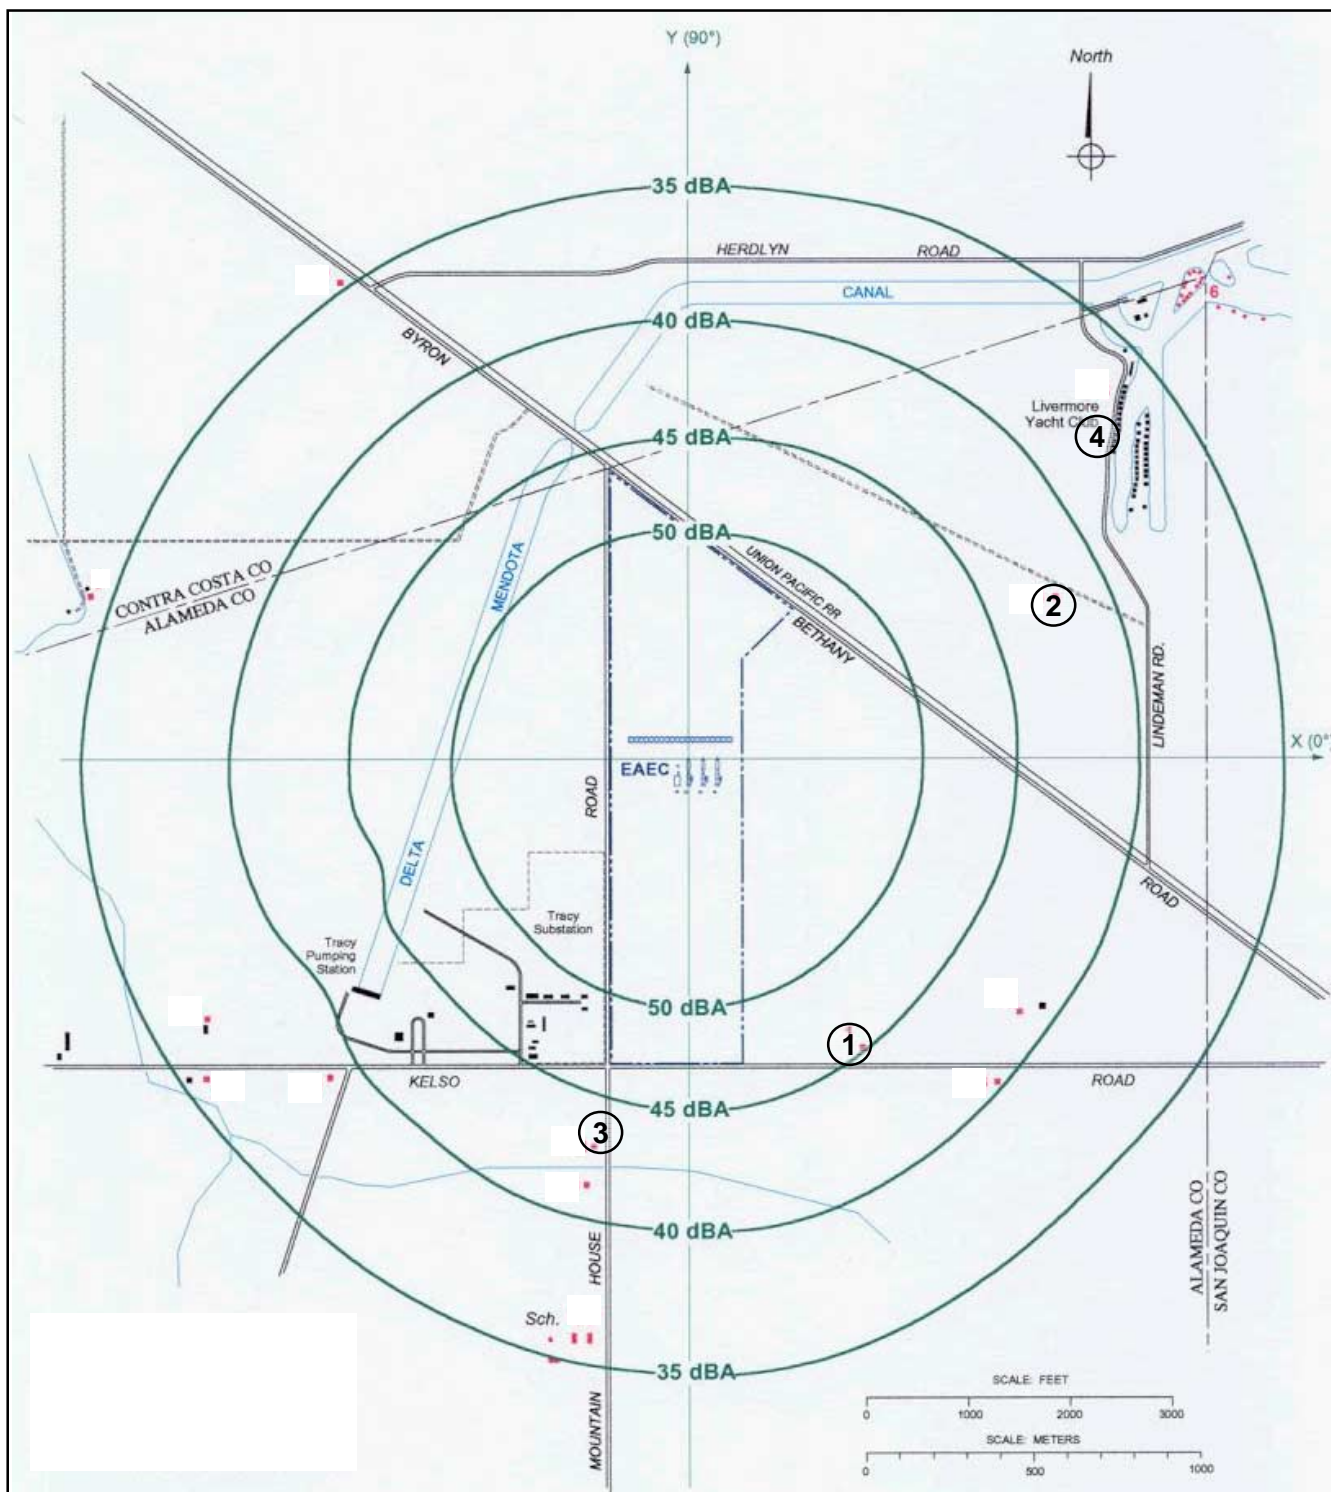 Y (90°)
North
35 dBA
HERDLYN ROAD
CANAL
6
40 dBA
BYRON
Livermore
Yacht Club
4
45 dBA
50 dBA
UNION PACIFIC RR
MENDOTA
CONTRA COSTA CO
ALAMEDA CO
2
BETHANY
LINDEMAN RD.
X (0°)
EAEC
ROAD
DELTA
ROAD
Tracy
Substation
Tracy
Pumping
Station
50 dBA
1
KELSO
ROAD
45 dBA
3
40 dBA
HOUSE
ALAMEDA CO
SAN JOAQUIN CO
Sch.
35 dBA
MOUNTAIN
SCALE: FEET
0 1000 2000 3000
SCALE: METERS
0 500 1000